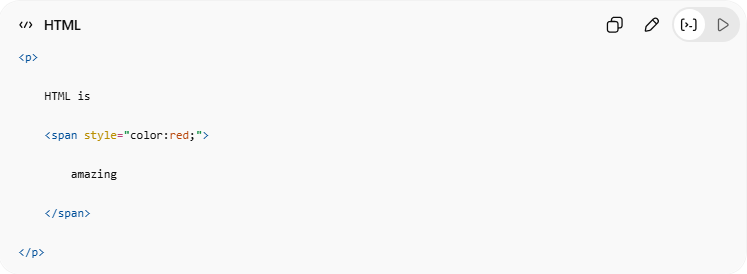 HTML
<p>
HTML is
<span style="color:red;">
amazing
</span>
</p>